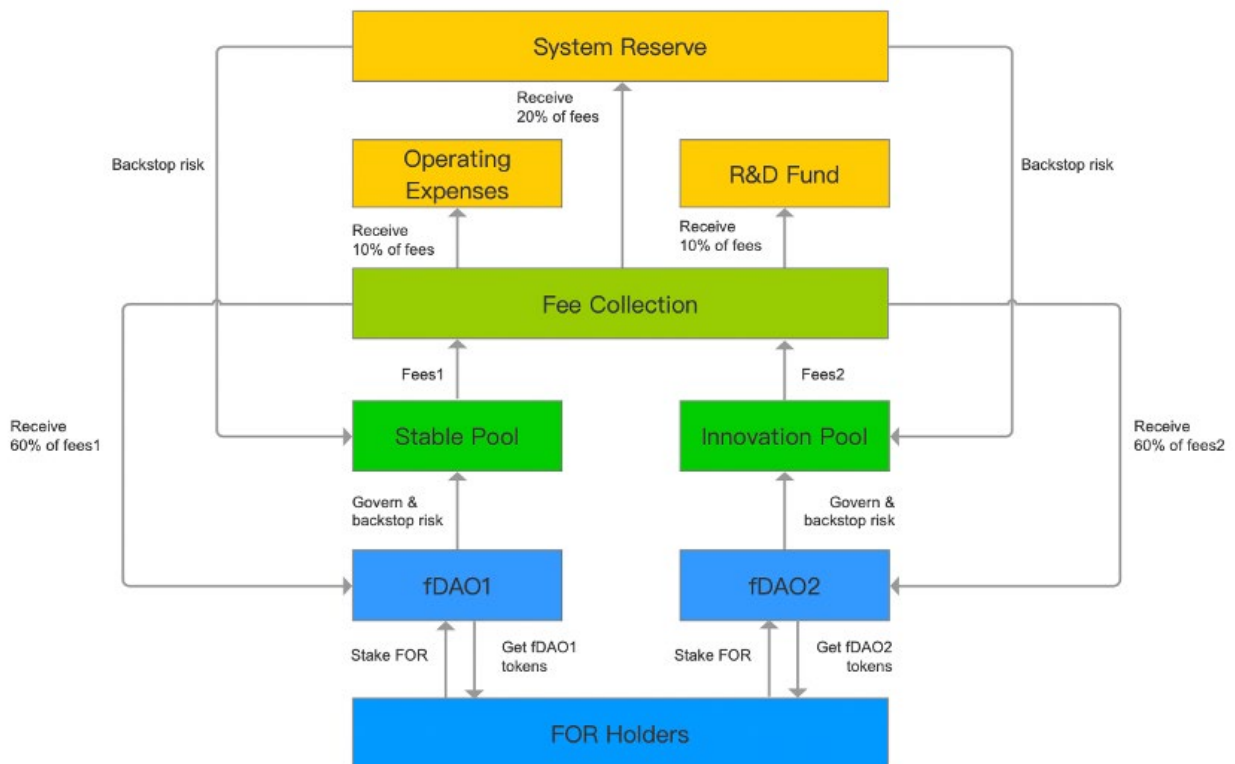 System Reserve
Receive
20% of fees
Backstop risk
Operating
Expenses
R&D Fund
Backstop risk
Receive
10% of fees
Receive
10% of fees
Fee Collection
Fees1
Fees2
Receive
60% of fees1
Stable Pool
Innovation Pool
Receive
60% of fees2
Govern &
backstop risk
Govern &
backstop risk
fDAO1
fDAO2
Stake FOR
Get fDAO1
tokens
Stake FOR
Get fDAO2
tokens
FOR Holders